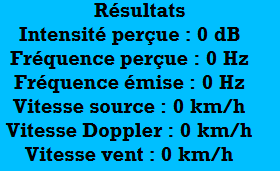 Résultats
Intensité perçue : 0 dB
Fréquence perçue : 0 Hz
Fréquence émise : 0 Hz
Vitesse source : 0 km/h
Vitesse Doppler : 0 km/h
Vitesse vent : 0 km/h